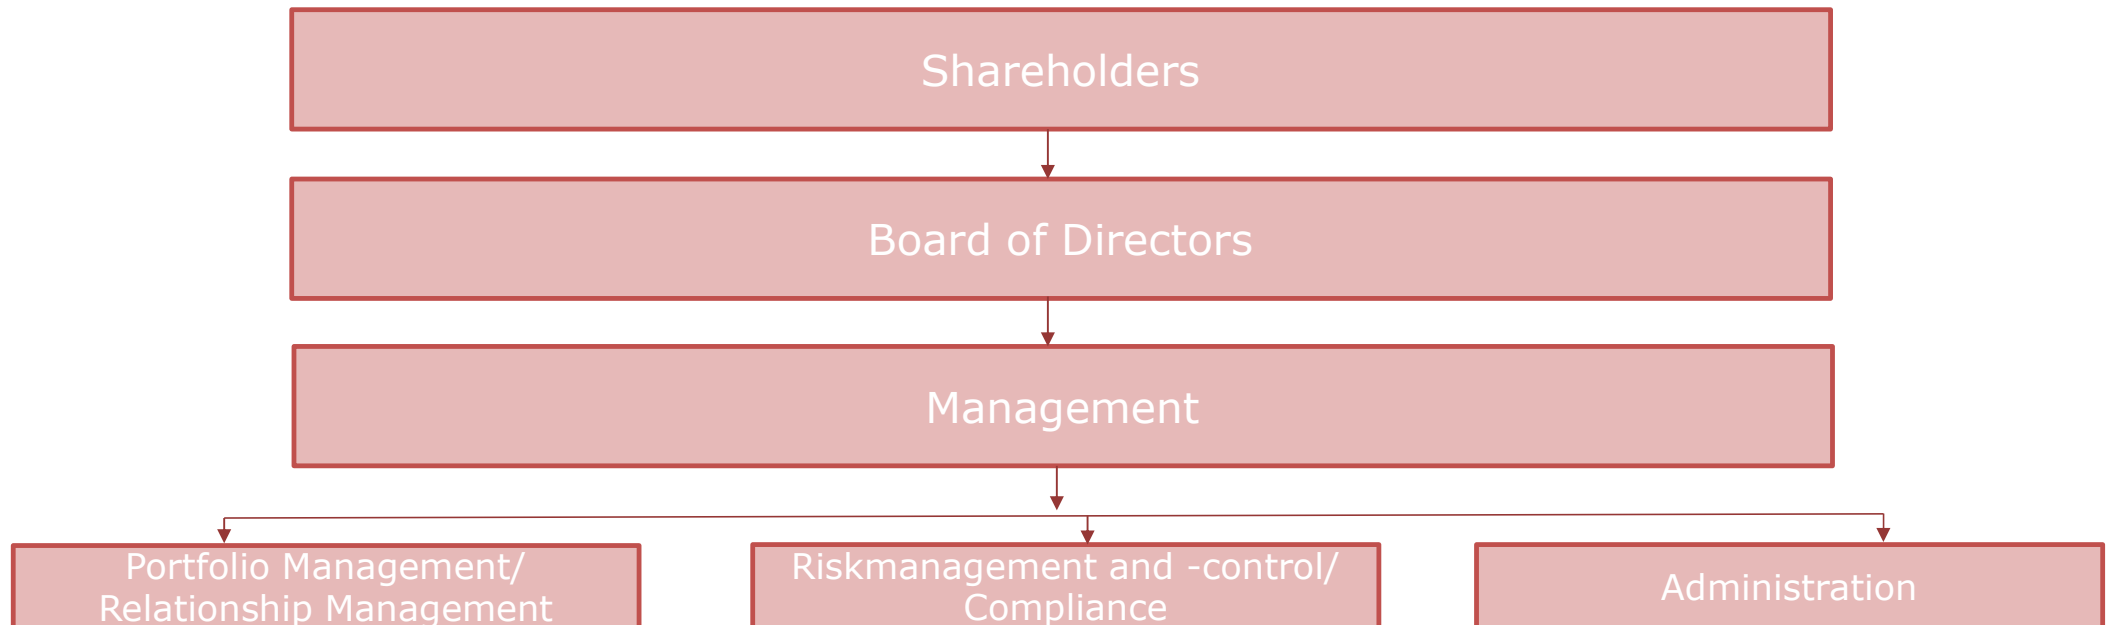 Shareholders
Board of Directors
Management
Portfolio Management/
Relationship Management
Riskmanagement and -control/
Compliance
Administration